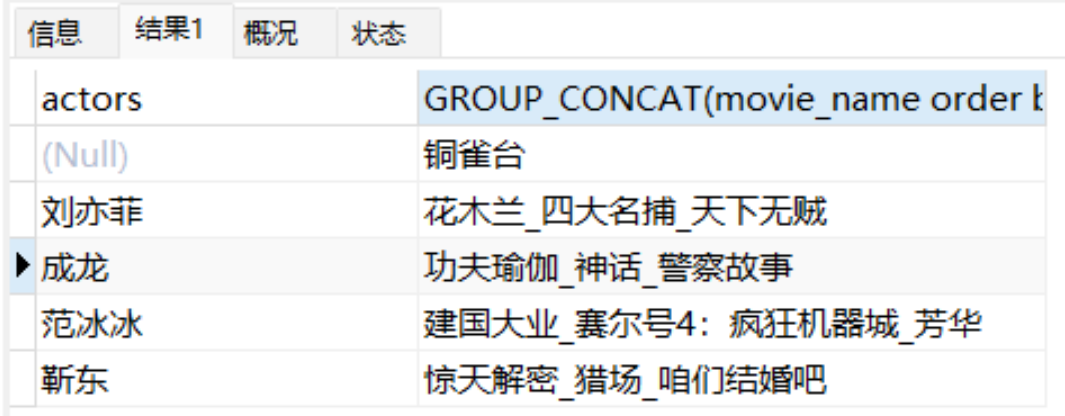 信息 结果1 概况 状态
actors GROUP_CONCAT(movie_name order b
(Null) 铜雀台
刘亦菲 花木兰_四大名捕_天下无贼
成龙 功夫瑜伽_神话_警察故事
范冰冰 建国大业_赛尔号4：疯狂机器城_芳华
靳东 惊天解密_猎场_咱们结婚吧